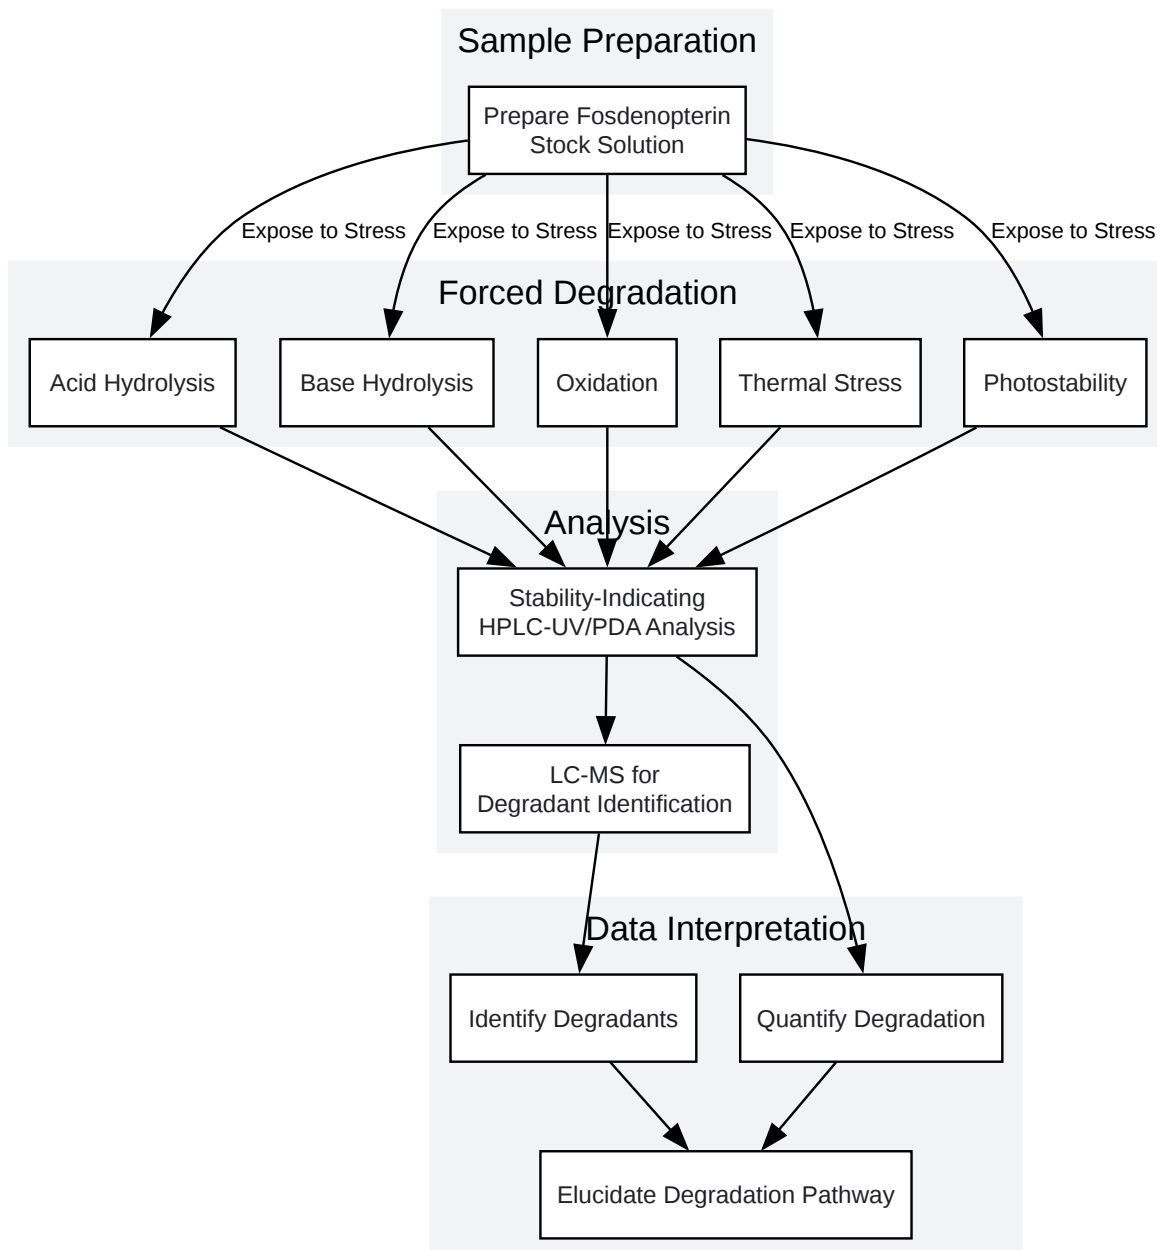 Sample Preparation
Prepare Fosdenopterin
Stock Solution
Expose to Stress
Expose to Stress
Expose to Stress
Expose to Stress
Expose to Stress
Forced Degradation
Acid Hydrolysis
Base Hydrolysis
Oxidation
Thermal Stress
Photostability
Analysis
Stability-Indicating
HPLC-UV/PDA Analysis
LC-MS for
Degradant Identification
Data Interpretation
Identify Degradants
Quantify Degradation
Elucidate Degradation Pathway